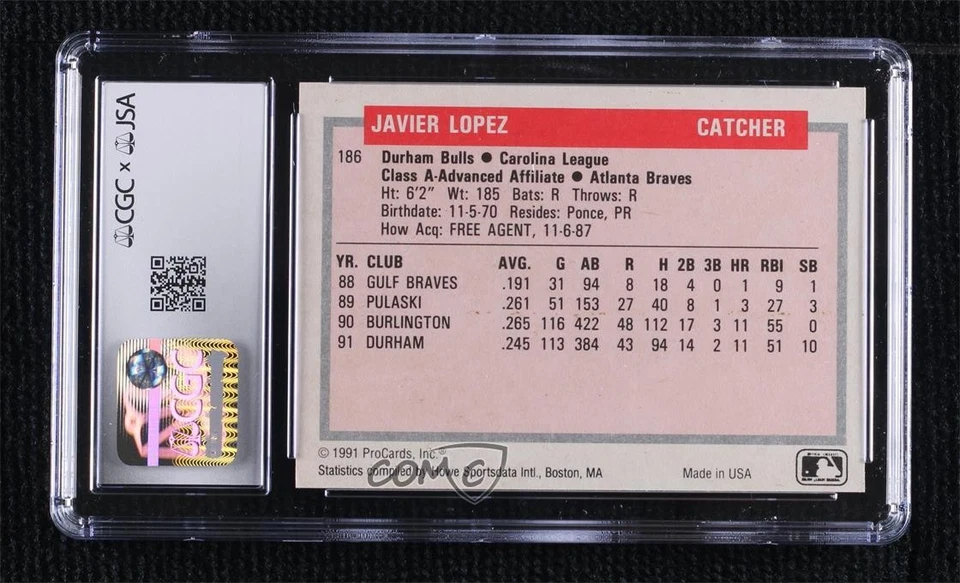 CGC x JSA
CGC
JAVIER LOPEZ CATCHER
186 Durham Bulls ● Carolina League
Class A-Advanced Affiliate ● Atlanta Braves
Ht: 6'2" Wt: 185 Bats: R Throws: R
Birthdate: 11-5-70 Resides: Ponce, PR
How Acq: FREE AGENT, 11-6-87
YR. CLUB AVG. G AB R H 2B 3B HR RBI SB
88 GULF BRAVES .191 31 94 8 18 4 0 1 9 1
89 PULASKI .261 51 153 27 40 8 1 3 27 3
90 BURLINGTON .265 116 422 48 112 17 3 11 55 0
91 DURHAM .245 113 384 43 94 14 2 11 51 10
© 1991 ProCards, Inc.
COMC
Statistics compiled by Howe Sportsdata Intl., Boston, MA Made in USA